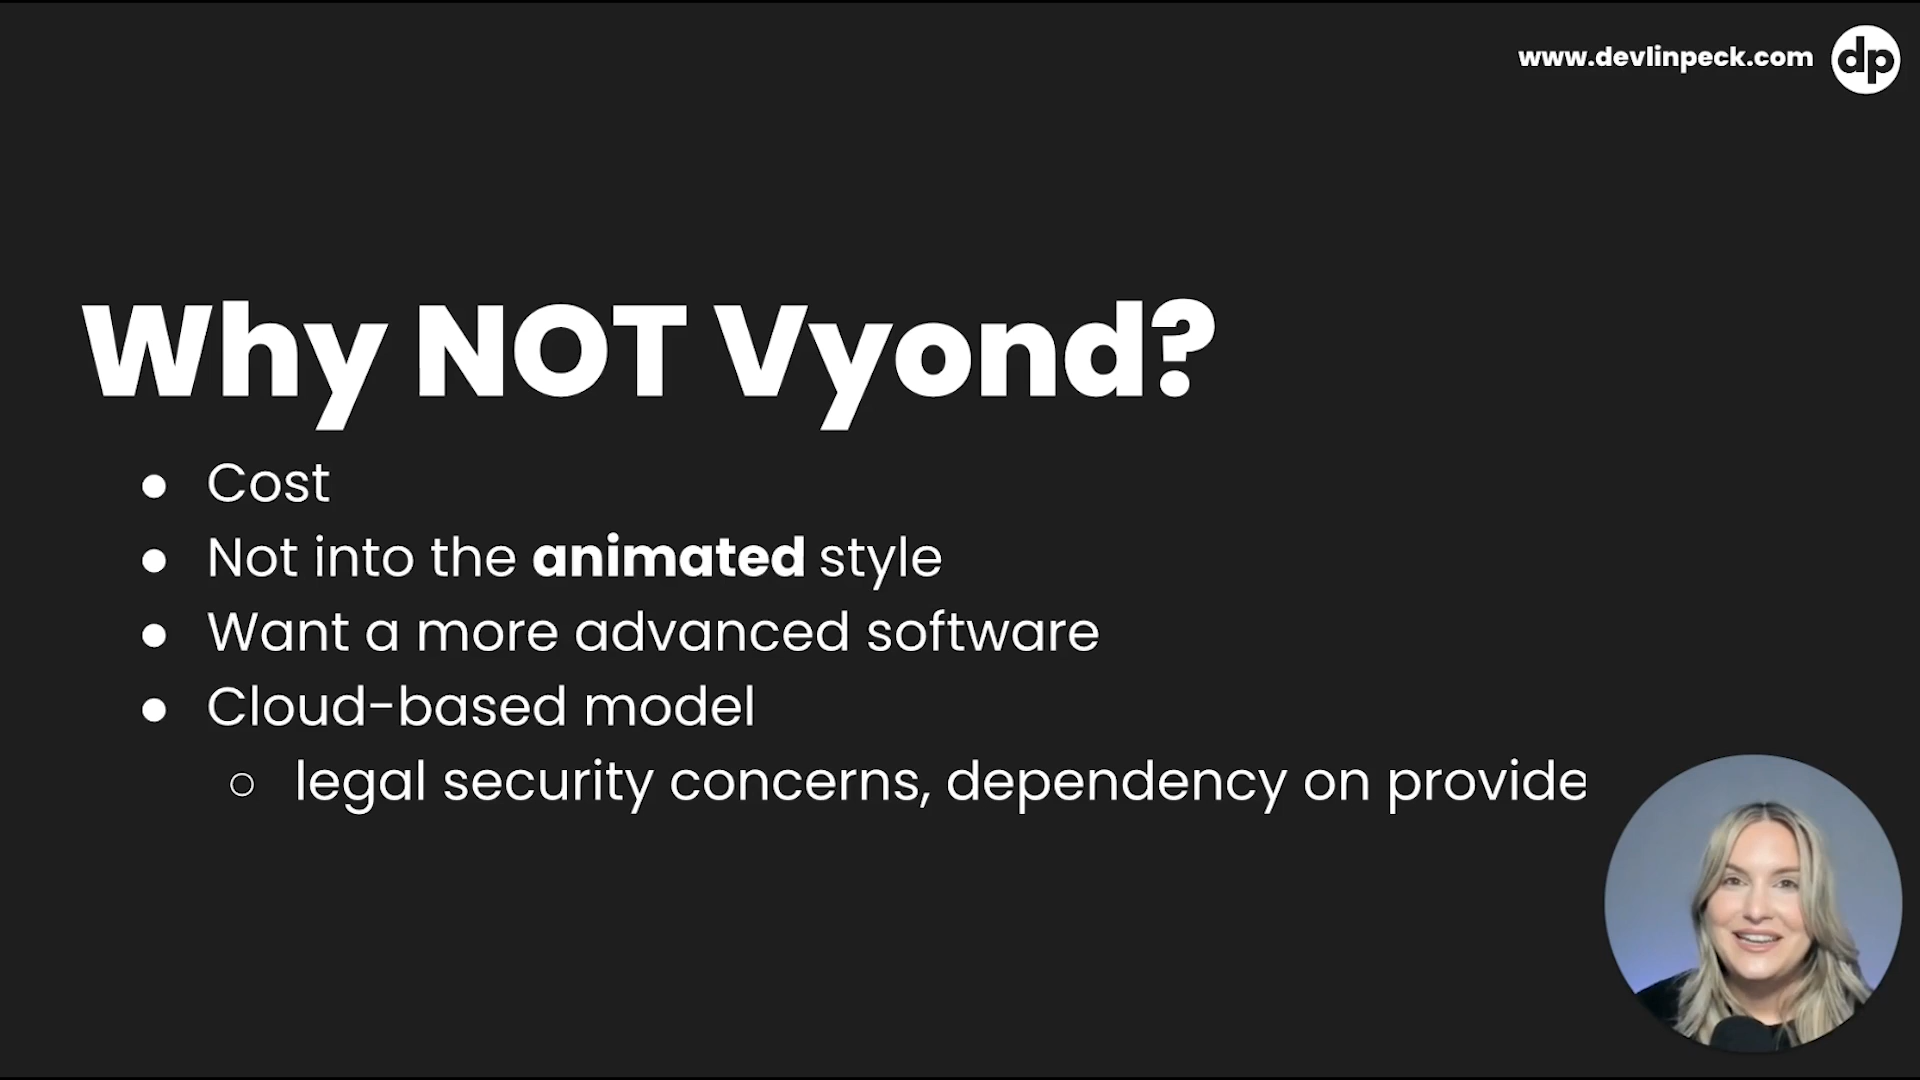 www.devlinpeck.com dp
Why NOT Vyond?
● Cost
● Not into the animated style
● Want a more advanced software
● Cloud-based model
○ legal security concerns, dependency on provide